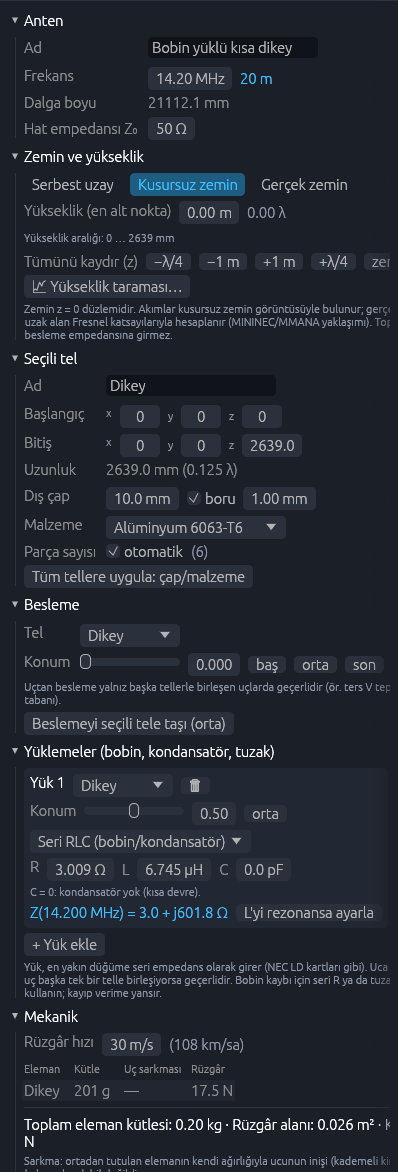 Anten
Ad Bobin yüklü kısa dikey
Frekans 14.20 MHz 20 m
Dalga boyu 21112.1 mm
Hat empedansı Z₀ 50 Ω
Zemin ve yükseklik
Serbest uzay Kusursuz zemin Gerçek zemin
Yükseklik (en alt nokta) 0.00 m 0.00 λ
Yükseklik aralığı: 0 … 2639 mm
Tümünü kaydır (z) −λ/4 −1 m +1 m +λ/4
Yükseklik taraması…
Zemin z = 0 düzlemidir. Akımlar kusursuz zemin görüntüsüyle bulunur;
uzak alan Fresnel katsayılarıyla hesaplanır (MININEC/MMANA yaklaşımı).
besleme empedansına girmez.
Seçili tel
Ad Dikey
Başlangıç x 0 y 0 z 0
Bitiş x 0 y 0 z 2639.0
Uzunluk 2639.0 mm (0.125 λ)
Dış çap 10.0 mm boru 1.00 mm
Malzeme Alüminyum 6063-T6
Parça sayısı otomatik (6)
Tüm tellere uygula: çap/malzeme
Besleme
Tel Dikey
Konum 0.000 baş orta son
Uçtan besleme yalnız başka tellerle birleşen uçlarda geçerlidir (ör. ters V
tabanı).
Beslemeyi seçili tele taşı (orta)
Yüklemeler (bobin, kondansatör, tuzak)
Yük 1 Dikey
Konum 0.50 orta
Seri RLC (bobin/kondansatör)
R 3.009 Ω L 6.745 µH C 0.0 pF
C = 0: kondansatör yok (kısa devre).
Z(14.200 MHz) = 3.0 + j601.8 Ω L'yi rezonansa ayarla
+ Yük ekle
Yük, en yakın düğüme seri empedans olarak girer (NEC LD kartları gibi).
uç başka tek bir telle birleşiyorsa geçerlidir. Bobin kaybı için seri R ya da
kullanın; kayıp verime yansır.
Mekanik
Rüzgâr hızı 30 m/s (108 km/sa)
Eleman Kütle Uç sarkması Rüzgâr
Dikey 201 g — 17.5 N
Toplam eleman kütlesi: 0.20 kg · Rüzgâr alanı: 0.026 m² ·
N
Sarkma: ortadan tutulan elemanın kendi ağırlığıyla ucunun inişi (kademeli